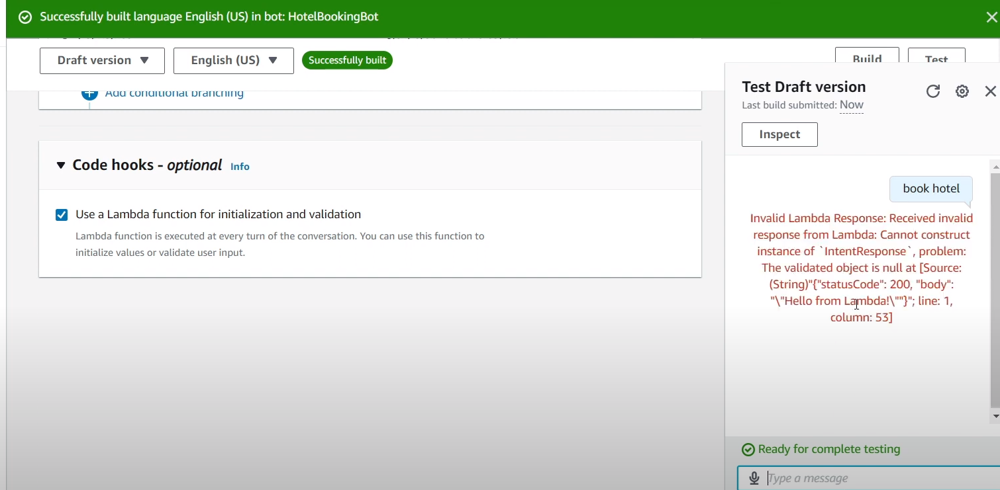 Successfully built language English (US) in bot: HotelBookingBot
Draft version
English (US)
Successfully built
Build
Test
Add conditional branching
Code hooks - optional Info
Use a Lambda function for initialization and validation
Lambda function is executed at every turn of the conversation. You can use this function to
initialize values or validate user input.
Test Draft version
Last build submitted: Now
Inspect
book hotel
Invalid Lambda Response: Received invalid
response from Lambda: Cannot construct
instance of `IntentResponse`, problem:
The validated object is null at [Source:
(String)"{"statusCode": 200, "body":
"\"Hello from Lambda!\""}"; line: 1,
column: 53]
Ready for complete testing
Type a message